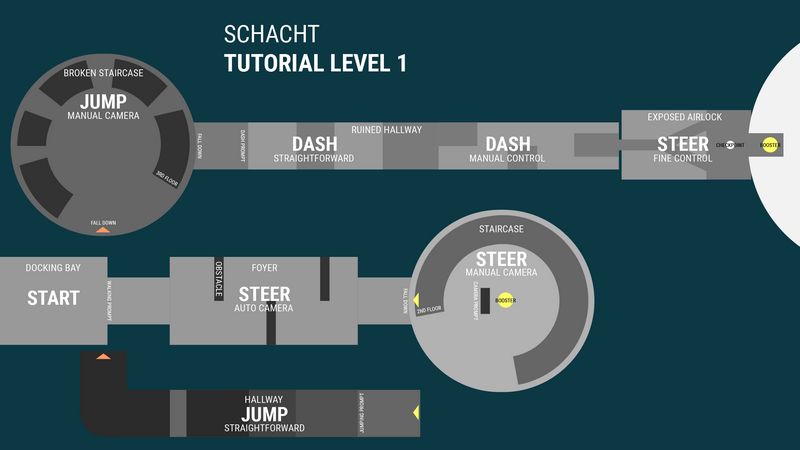 SCHACHT
TUTORIAL LEVEL 1
BROKEN STAIRCASE
JUMP
MANUAL CAMERA
3RD FLOOR
FALL DOWN
FALL DOWN
DASH PROMPT
RUINED HALLWAY
DASH
STRAIGHTFORWARD
DASH
MANUAL CONTROL
EXPOSED AIRLOCK
STEER
FINE CONTROL
CHECKPOINT
BOOSTER
DOCKING BAY
START
WALKING PROMPT
OBSTACLE
FOYER
STEER
AUTO CAMERA
FALL DOWN
STAIRCASE
STEER
MANUAL CAMERA
2ND FLOOR
CAMERA PROMPT
BOOSTER
HALLWAY
JUMP
STRAIGHTFORWARD
JUMPING PROMPT